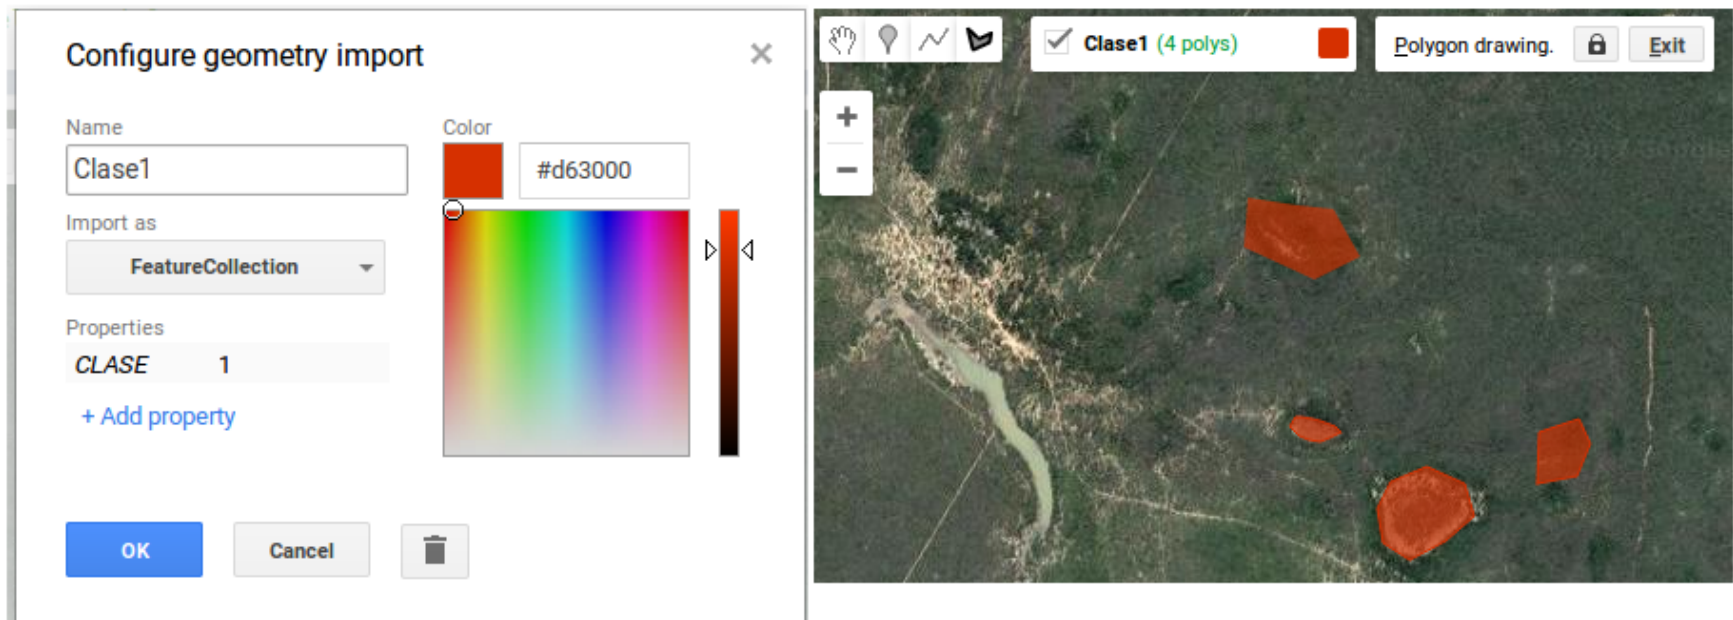 Configure geometry import
Name
Color
Clase1
#d63000
Import as
FeatureCollection
Properties
CLASE 1
+ Add property
OK
Cancel
Clase1 (4 polys)
Polygon drawing.
Exit